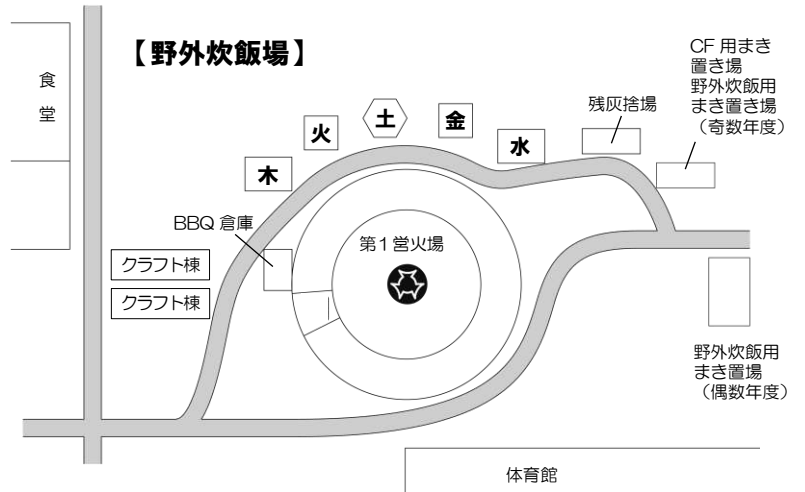 【野外炊飯場】
食
堂
木
火
土
金
水
残灰捨場
CF 用まき
置き場
野外炊飯用
まき置き場
（奇数年度）
BBQ 倉庫
第１営火場
クラフト棟
クラフト棟
野外炊飯用
まき置場
（偶数年度）
体育館